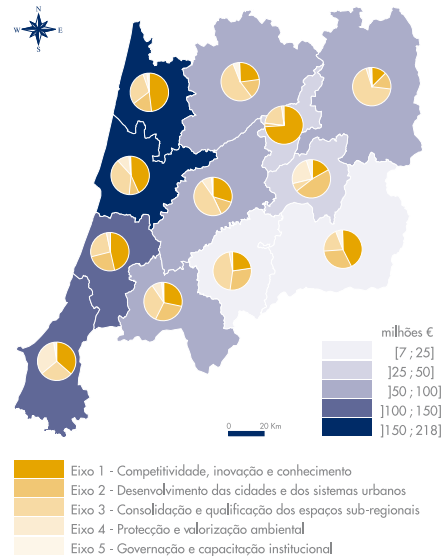 N
W E
S
milhões €
[7 ; 25]
]25 ; 50]
]50 ; 100]
]100 ; 150]
]150 ; 218]
0 20 Km
Eixo 1 - Competitividade, inovação e conhecimento
Eixo 2 - Desenvolvimento das cidades e dos sistemas urbanos
Eixo 3 - Consolidação e qualificação dos espaços sub-regionais
Eixo 4 - Protecção e valorização ambiental
Eixo 5 - Governação e capacitação institucional